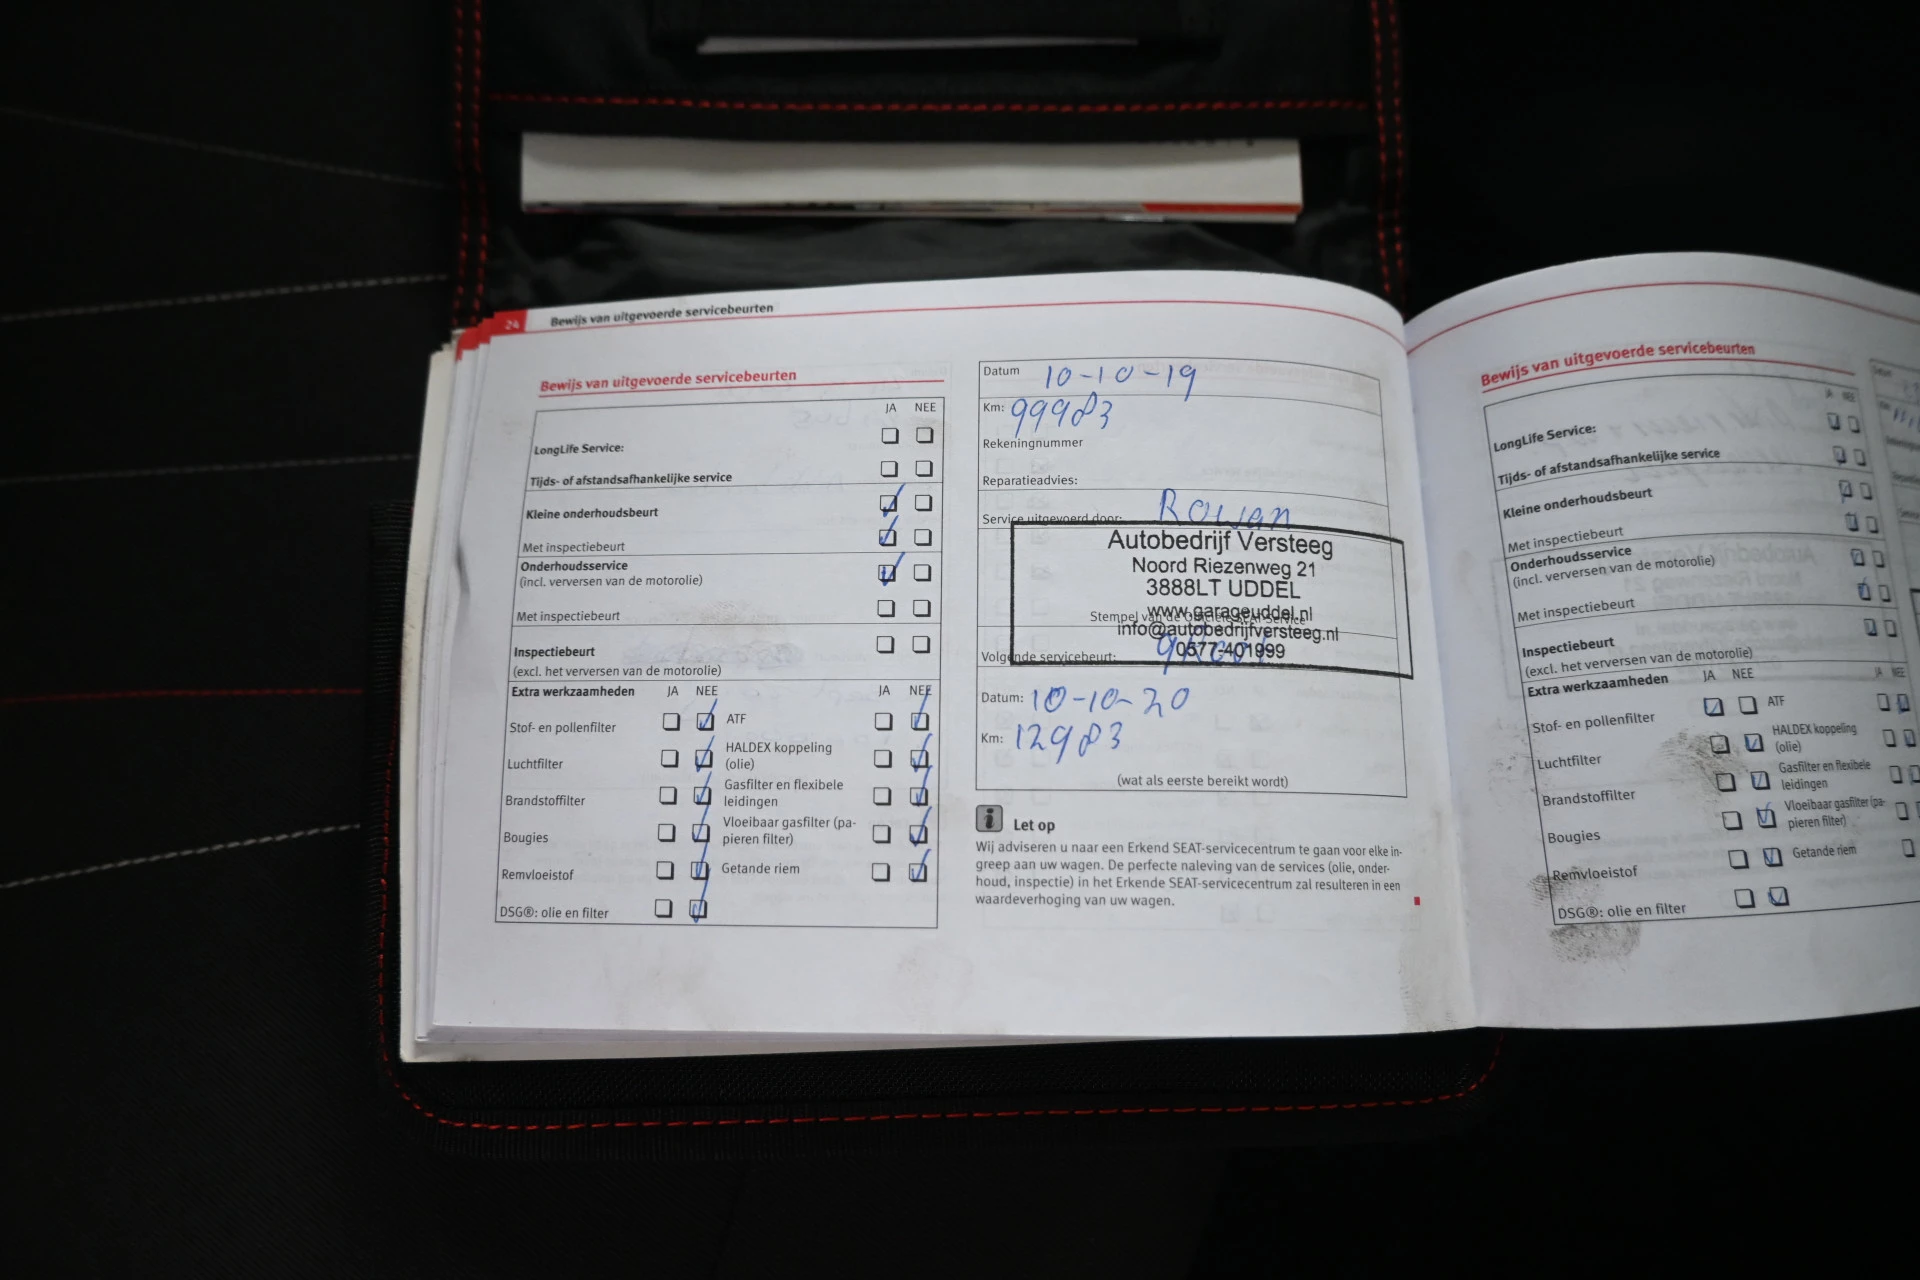 24 Bewijs van uitgevoerde servicebeurten
Bewijs van uitgevoerde servicebeurten
JA NEE
LongLife Service:
Tijds- of afstandsafhankelijke service
Kleine onderhoudsbeurt
Met inspectiebeurt
Onderhoudsservice
(incl. verversen van de motorolie)
Met inspectiebeurt
Inspectiebeurt
(excl. het verversen van de motorolie)
Extra werkzaamheden JA NEE JA NEE
Stof- en pollenfilter ATF
Luchtfilter HALDEX koppeling
(olie)
Brandstoffilter Gasfilter en flexibele
leidingen
Bougies Vloeibaar gasfilter (pa-
pieren filter)
Remvloeistof Getande riem
DSG®: olie en filter
Datum 10-10-19
Km: 99983
Rekeningnummer
Reparatieadvies:
Service uitgevoerd door: Rowan
Autobedrijf Versteeg
Noord Riezenweg 21
3888LT UDDEL
www.garageuddel.nl
Stempel van de Service
info@autobedrijfversteeg.nl
0577-401999
Volgende servicebeurt:
Datum: 10-10-20
Km: 12983
(wat als eerste bereikt wordt)
Let op
Wij adviseren u naar een Erkend SEAT-servicecentrum te gaan voor elke in-
greep aan uw wagen. De perfecte naleving van de services (olie, onder-
houd, inspectie) in het Erkende SEAT-servicecentrum zal resulteren in een
waardeverhoging van uw wagen.
Bewijs van uitgevoerde servicebeurten
JA NEE
LongLife Service:
Tijds- of afstandsafhankelijke service
Kleine onderhoudsbeurt
Met inspectiebeurt
Onderhoudsservice
(incl. verversen van de motorolie)
Met inspectiebeurt
Inspectiebeurt
(excl. het verversen van de motorolie)
Extra werkzaamheden JA NEE JA NEE
Stof- en pollenfilter ATF
Luchtfilter HALDEX koppeling
(olie)
Brandstoffilter Gasfilter en flexibele
leidingen
Bougies Vloeibaar gasfilter (pa-
pieren filter)
Remvloeistof Getande riem
DSG®: olie en filter